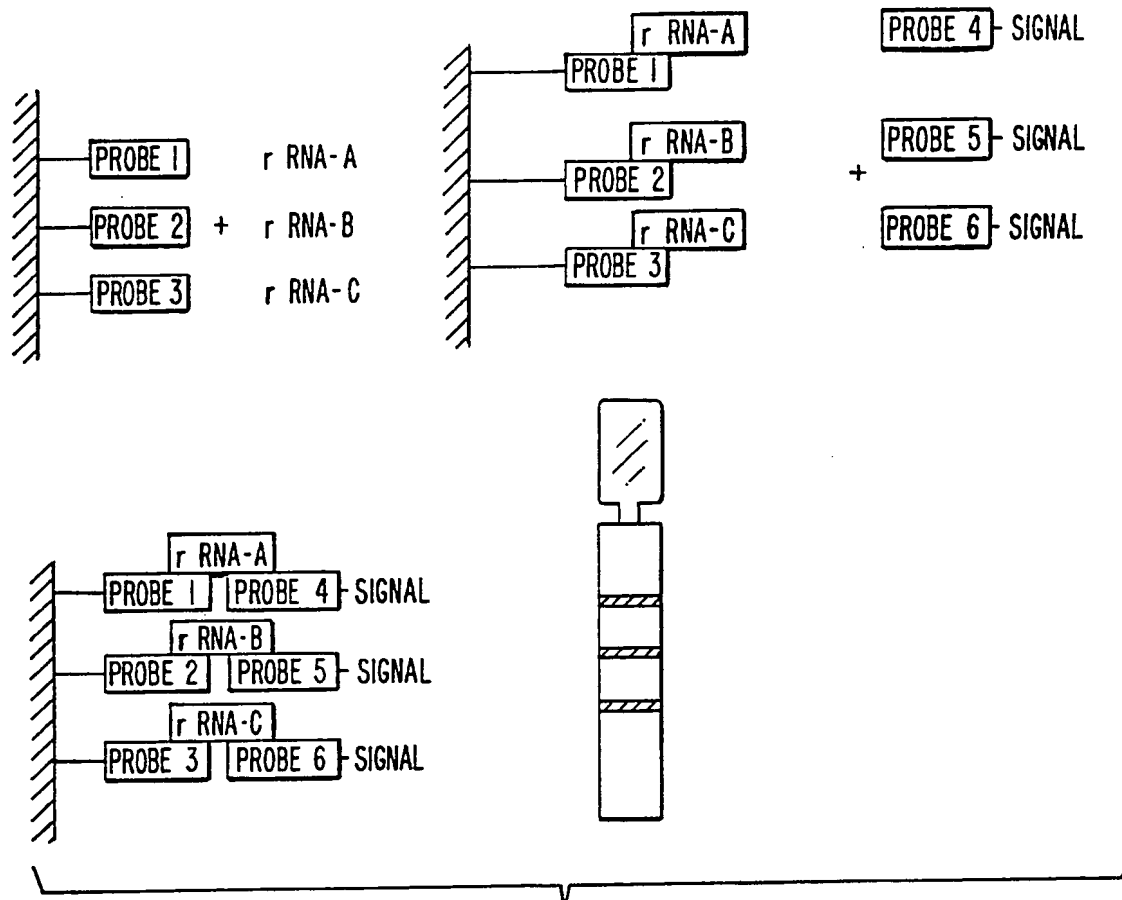 PROBE 1 r RNA-A
PROBE 2 + r RNA-B
PROBE 3 r RNA-C
r RNA-A
PROBE 1
PROBE 4 SIGNAL
r RNA-B
PROBE 2
+
PROBE 5 SIGNAL
r RNA-C
PROBE 3
PROBE 6 SIGNAL
r RNA-A
PROBE 1 PROBE 4 SIGNAL
r RNA-B
PROBE 2 PROBE 5 SIGNAL
r RNA-C
PROBE 3 PROBE 6 SIGNAL